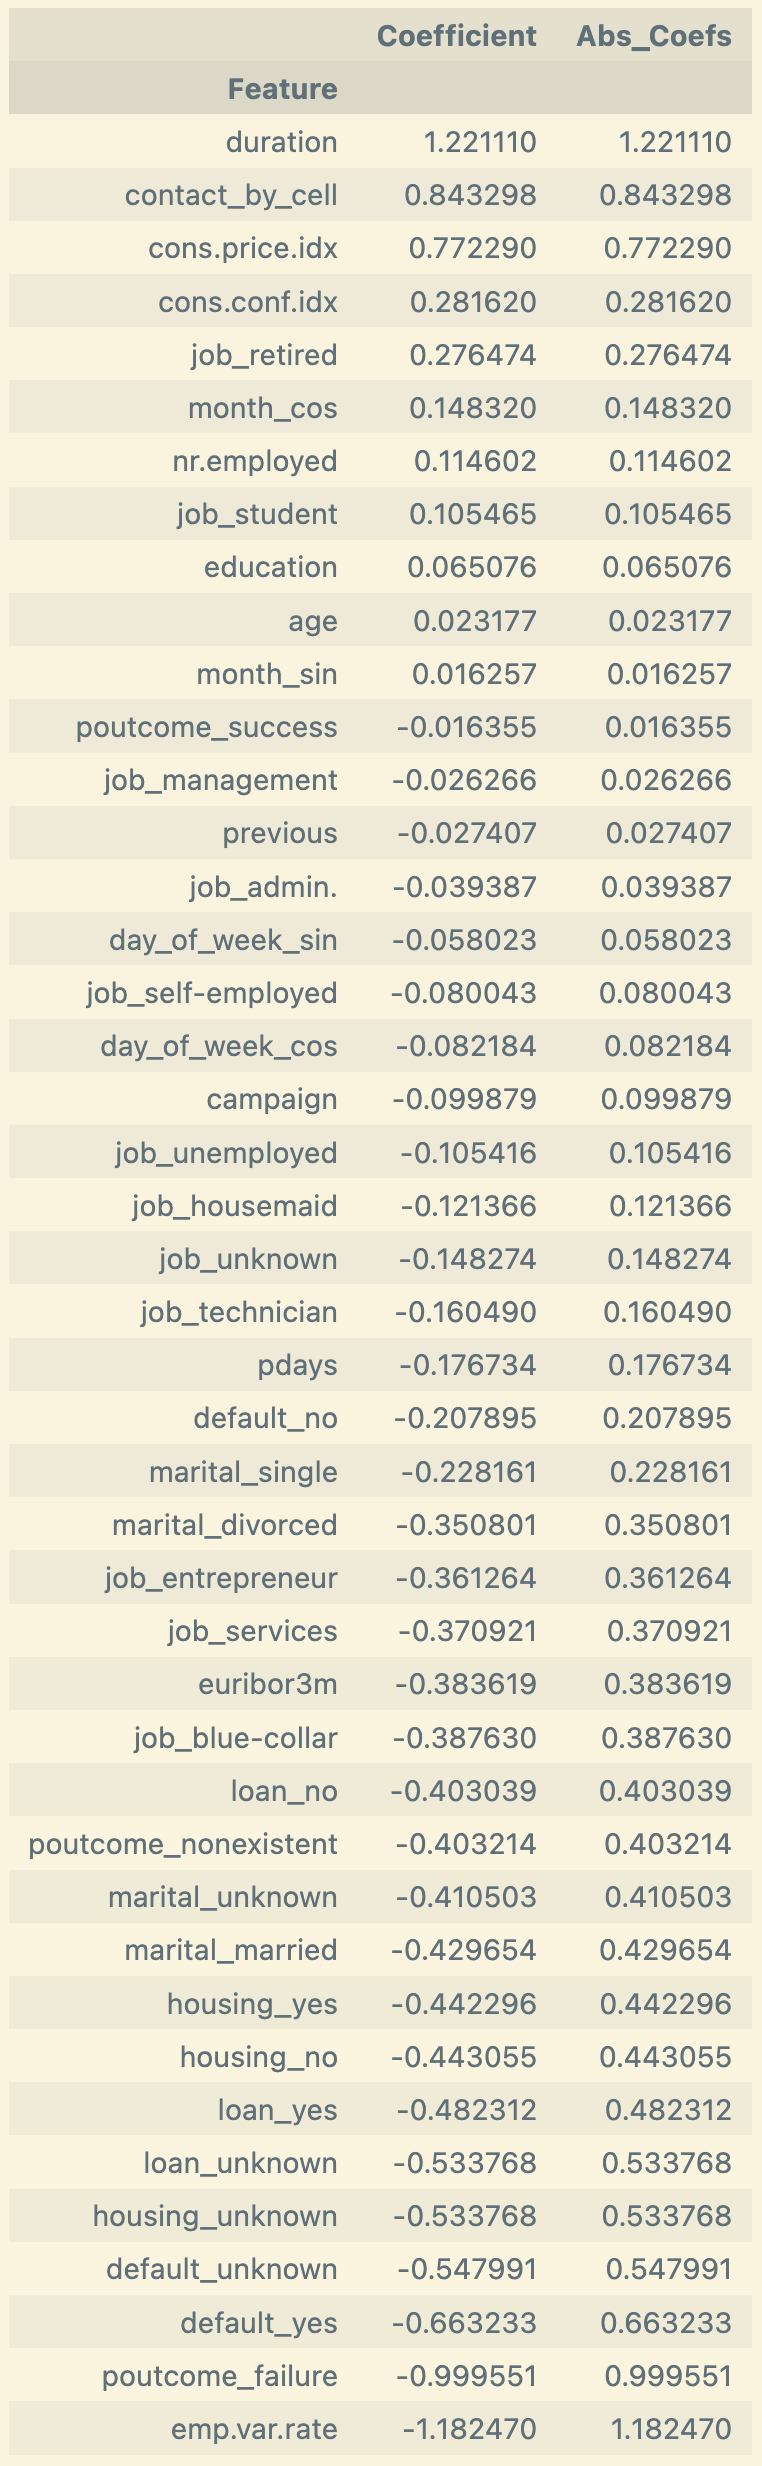 Coefficient Abs_Coefs
Feature
duration 1.221110 1.221110
contact_by_cell 0.843298 0.843298
cons.price.idx 0.772290 0.772290
cons.conf.idx 0.281620 0.281620
job_retired 0.276474 0.276474
month_cos 0.148320 0.148320
nr.employed 0.114602 0.114602
job_student 0.105465 0.105465
education 0.065076 0.065076
age 0.023177 0.023177
month_sin 0.016257 0.016257
poutcome_success -0.016355 0.016355
job_management -0.026266 0.026266
previous -0.027407 0.027407
job_admin. -0.039387 0.039387
day_of_week_sin -0.058023 0.058023
job_self-employed -0.080043 0.080043
day_of_week_cos -0.082184 0.082184
campaign -0.099879 0.099879
job_unemployed -0.105416 0.105416
job_housemaid -0.121366 0.121366
job_unknown -0.148274 0.148274
job_technician -0.160490 0.160490
pdays -0.176734 0.176734
default_no -0.207895 0.207895
marital_single -0.228161 0.228161
marital_divorced -0.350801 0.350801
job_entrepreneur -0.361264 0.361264
job_services -0.370921 0.370921
euribor3m -0.383619 0.383619
job_blue-collar -0.387630 0.387630
loan_no -0.403039 0.403039
poutcome_nonexistent -0.403214 0.403214
marital_unknown -0.410503 0.410503
marital_married -0.429654 0.429654
housing_yes -0.442296 0.442296
housing_no -0.443055 0.443055
loan_yes -0.482312 0.482312
loan_unknown -0.533768 0.533768
housing_unknown -0.533768 0.533768
default_unknown -0.547991 0.547991
default_yes -0.663233 0.663233
poutcome_failure -0.999551 0.999551
emp.var.rate -1.182470 1.182470